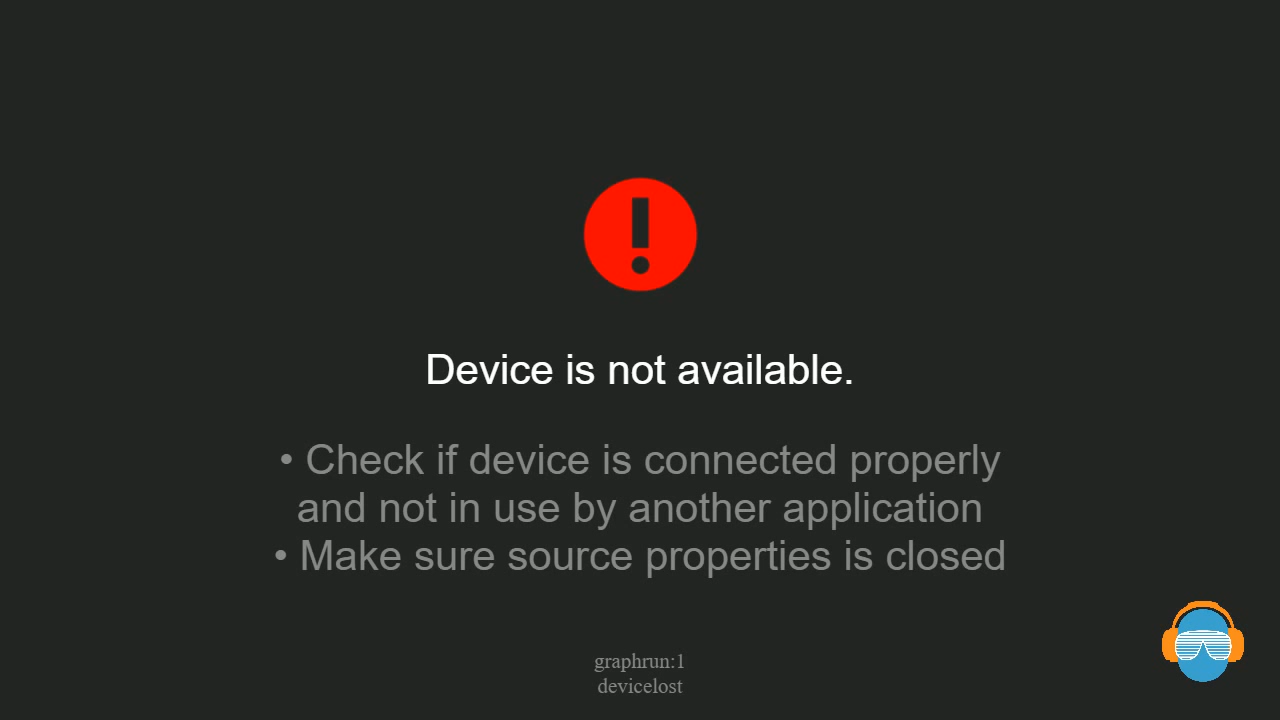 Device is not available.
• Check if device is connected properly
and not in use by another application
• Make sure source properties is closed
graphrun:1
devicelost